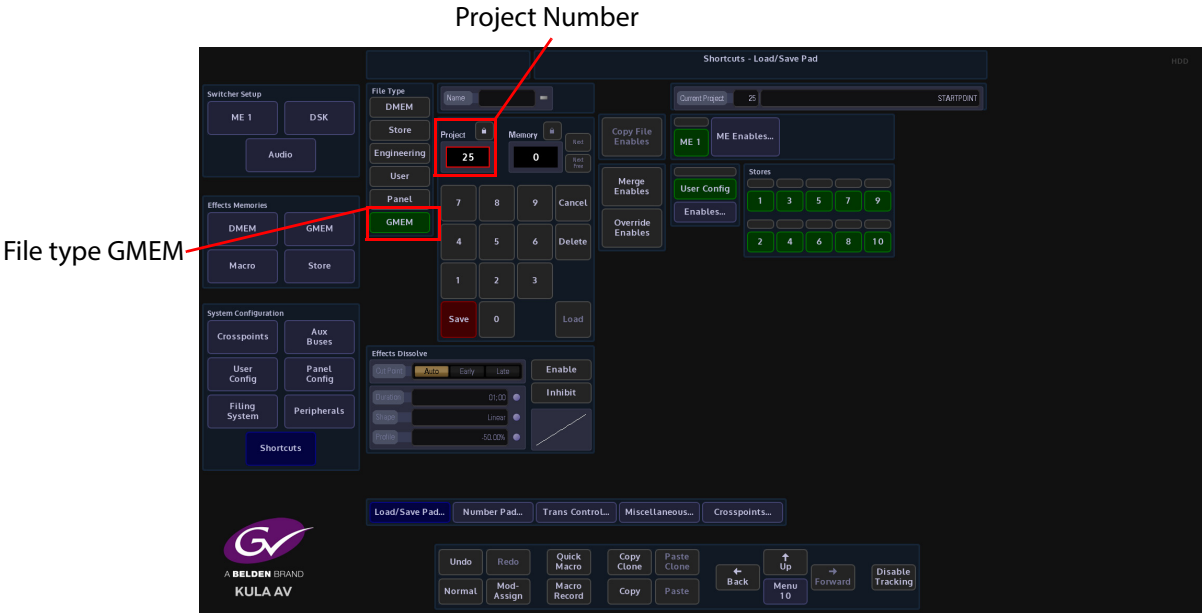 Project Number
Shortcuts - Load/Save Pad
HDD
Switcher Setup
ME 1
DSK
Audio
File Type
DMEM
Store
Engineering
User
Panel
GMEM
Name
Project
Memory
25
0
Next
Next
Free
Current Project
25
STARTPOINT
Copy File
Enables
ME 1
ME Enables...
Merge
Enables
User Config
Enables...
Override
Enables
Stores
1
3
5
7
9
2
4
6
8
10
File type GMEM
Effects Memories
DMEM
GMEM
Macro
Store
7
8
9
Cancel
4
5
6
Delete
1
2
3
Save
0
Load
System Configuration
Crosspoints
Aux
Buses
User
Config
Panel
Config
Filing
System
Peripherals
Shortcuts
Effects Dissolve
Cut Point
Auto
Early
Late
Enable
Duration
01;00
Inhibit
Shape
Linear
Profile
-50.00%
Load/Save Pad...
Number Pad...
Trans Control...
Miscellaneous...
Crosspoints...
GV
A BELDEN BRAND
KULA AV
Undo
Redo
Quick
Macro
Copy
Clone
Paste
Clone
Normal
Mod-
Assign
Macro
Record
Copy
Paste
Back
Up
Menu
10
Forward
Disable
Tracking